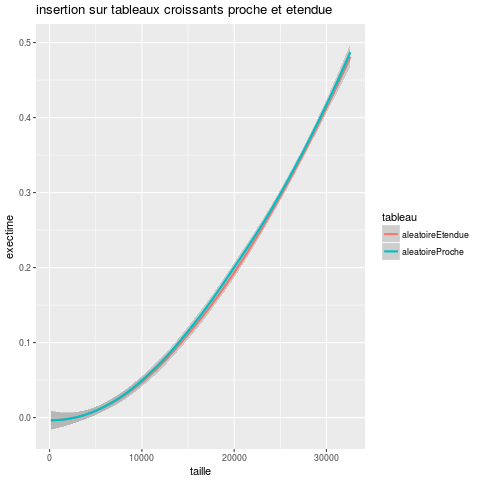 insertion sur tableaux croissants proche et etendue
0.5
0.4
0.3
0.2
0.1
0.0
exectime
0
10000
20000
30000
taille
tableau
aleatoireEtendue
aleatoireProche